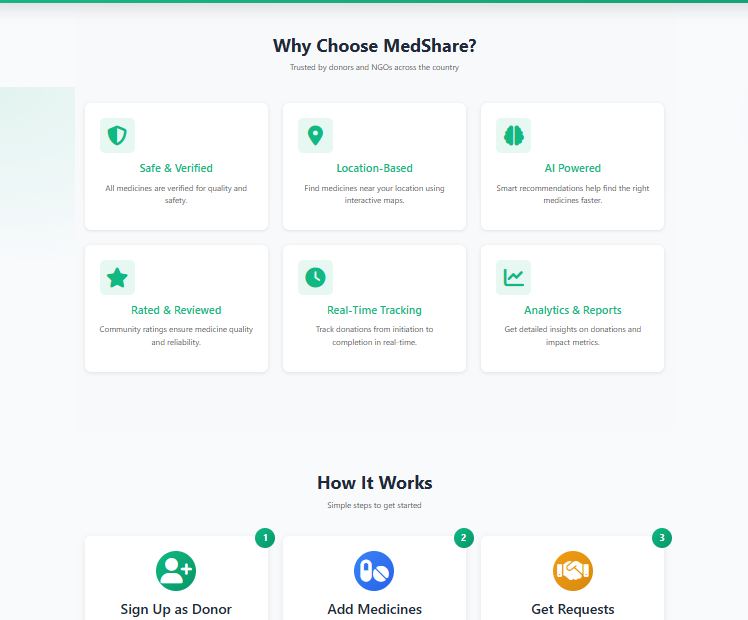 Why Choose MedShare?
Trusted by donors and NGOs across the country
Safe & Verified
All medicines are verified for quality and
safety.
Location-Based
Find medicines near your location using
interactive maps.
AI Powered
Smart recommendations help find the right
medicines faster.
Rated & Reviewed
Community ratings ensure medicine quality
and reliability.
Real-Time Tracking
Track donations from initiation to
completion in real-time.
Analytics & Reports
Get detailed insights on donations and
impact metrics.
How It Works
Simple steps to get started
1
Sign Up as Donor
2
Add Medicines
3
Get Requests